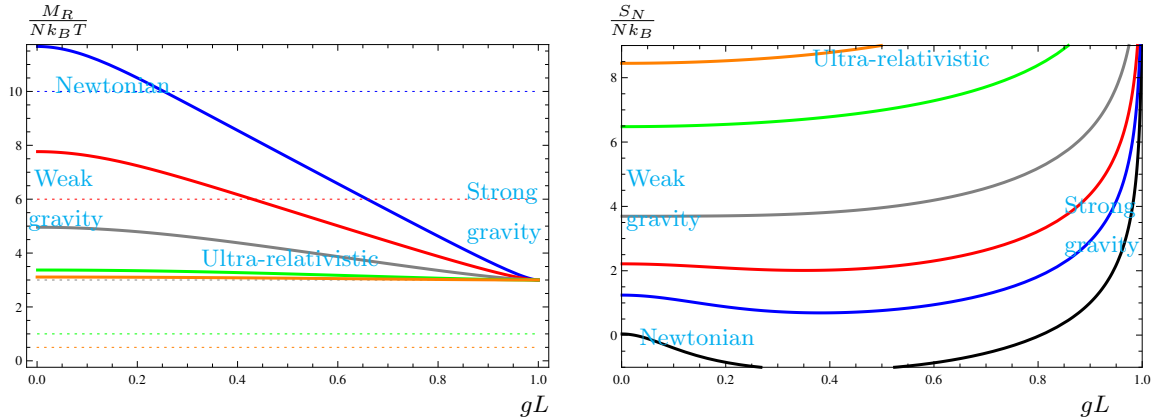 M_R / Nk_BT
10
8
6
4
2
0
Newtonian
Weak
gravity
Strong
gravity
Ultra-relativistic
0.0 0.2 0.4 0.6 0.8 1.0
gL
S_N / Nk_B
8
6
4
2
0
Ultra-relativistic
Weak
gravity
Strong
gravity
Newtonian
0.0 0.2 0.4 0.6 0.8 1.0
gL